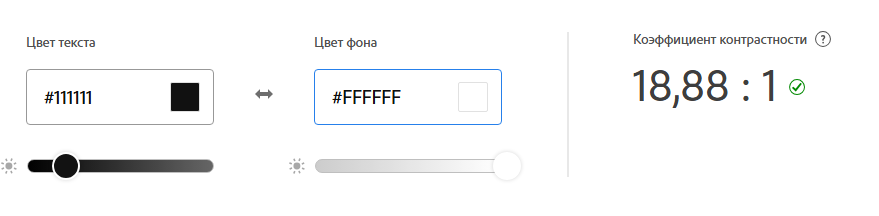 Цвет текста
#111111
Цвет фона
#FFFFFF
Коэффициент контрастности ?
18,88 : 1